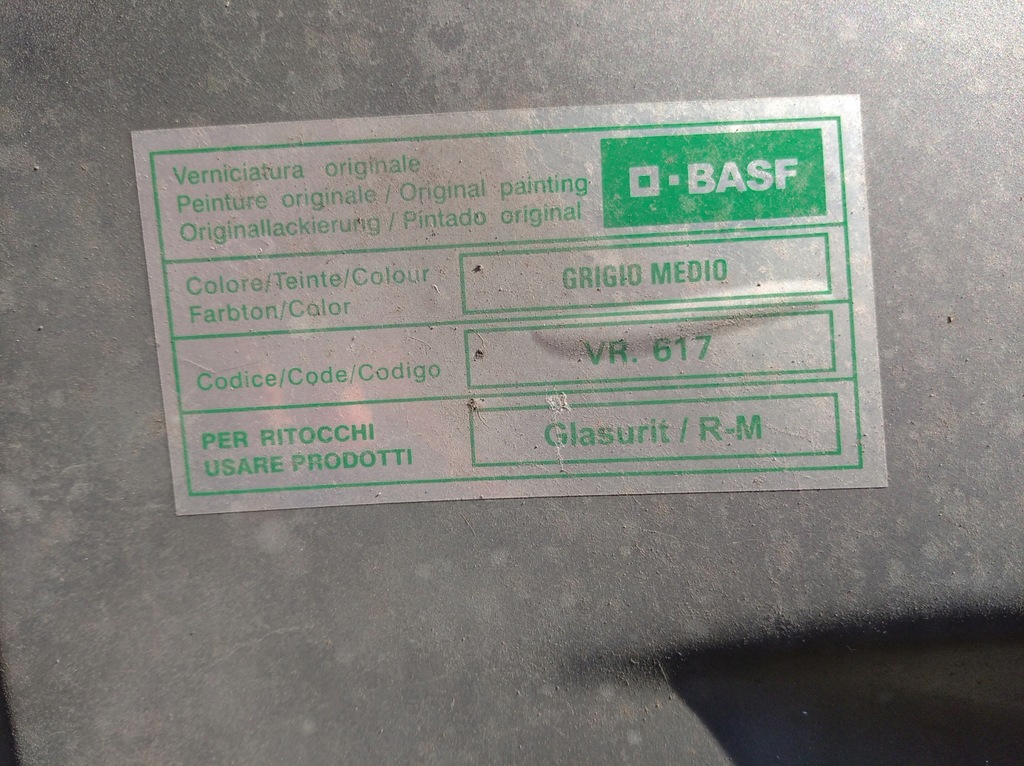 Verniciatura originale
Peinture originale / Original painting
Originallackierung / Pintado original
BASF
Colore/Teinte/Colour
Farbton/Color
GRIGIO MEDIO
Codice/Code/Codigo
VR. 617
PER RITOCCHI
USARE PRODOTTI
Glasurit / R-M